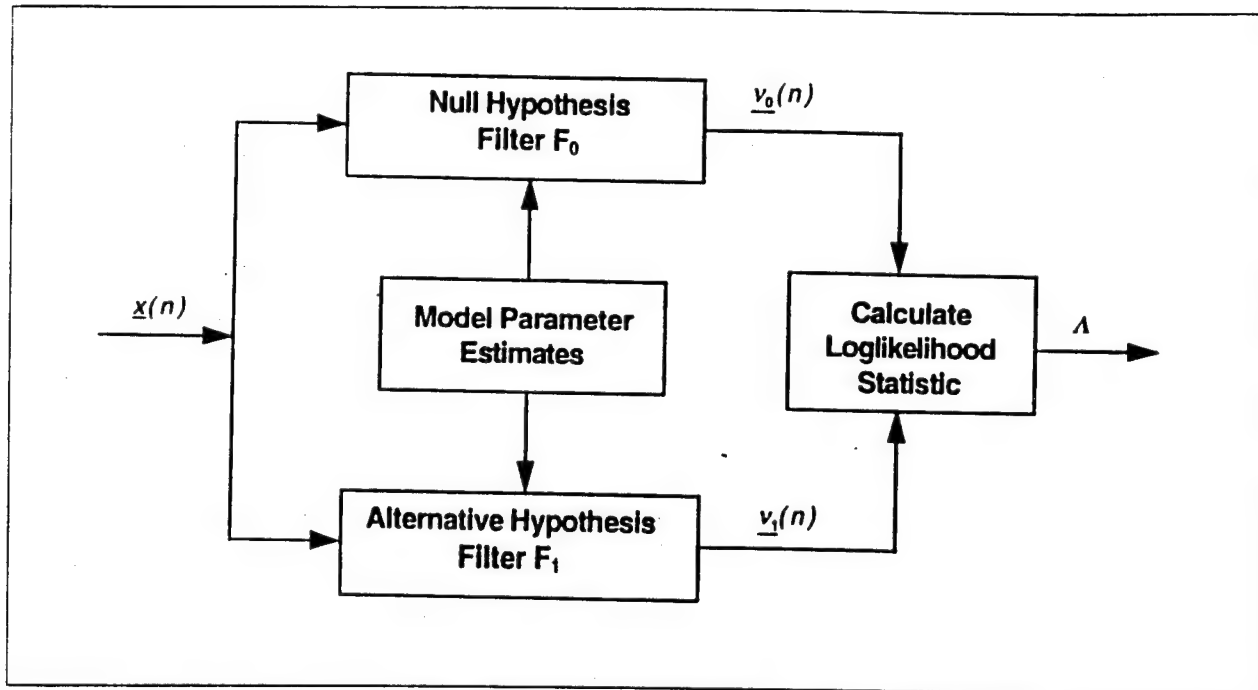 Null Hypothesis
Filter F₀
v₀(n)
x(n)
Model Parameter
Estimates
Calculate
Loglikelihood
Statistic
Λ
Alternative Hypothesis
Filter F₁
v₁(n)